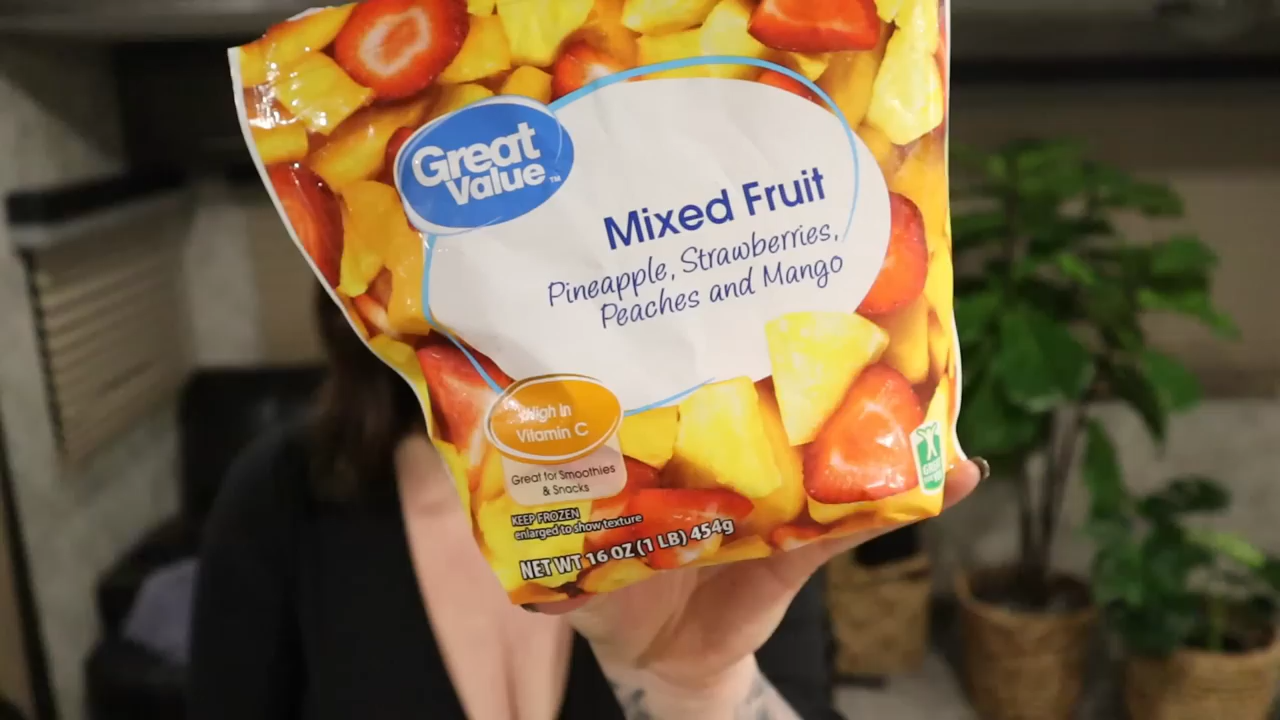 Great
Value™
Mixed Fruit
Pineapple, Strawberries,
Peaches and Mango
High in
Vitamin C
Great for Smoothies
& Snacks
KEEP FROZEN
enlarged to show texture
NET WT 16 OZ (1 LB) 454g